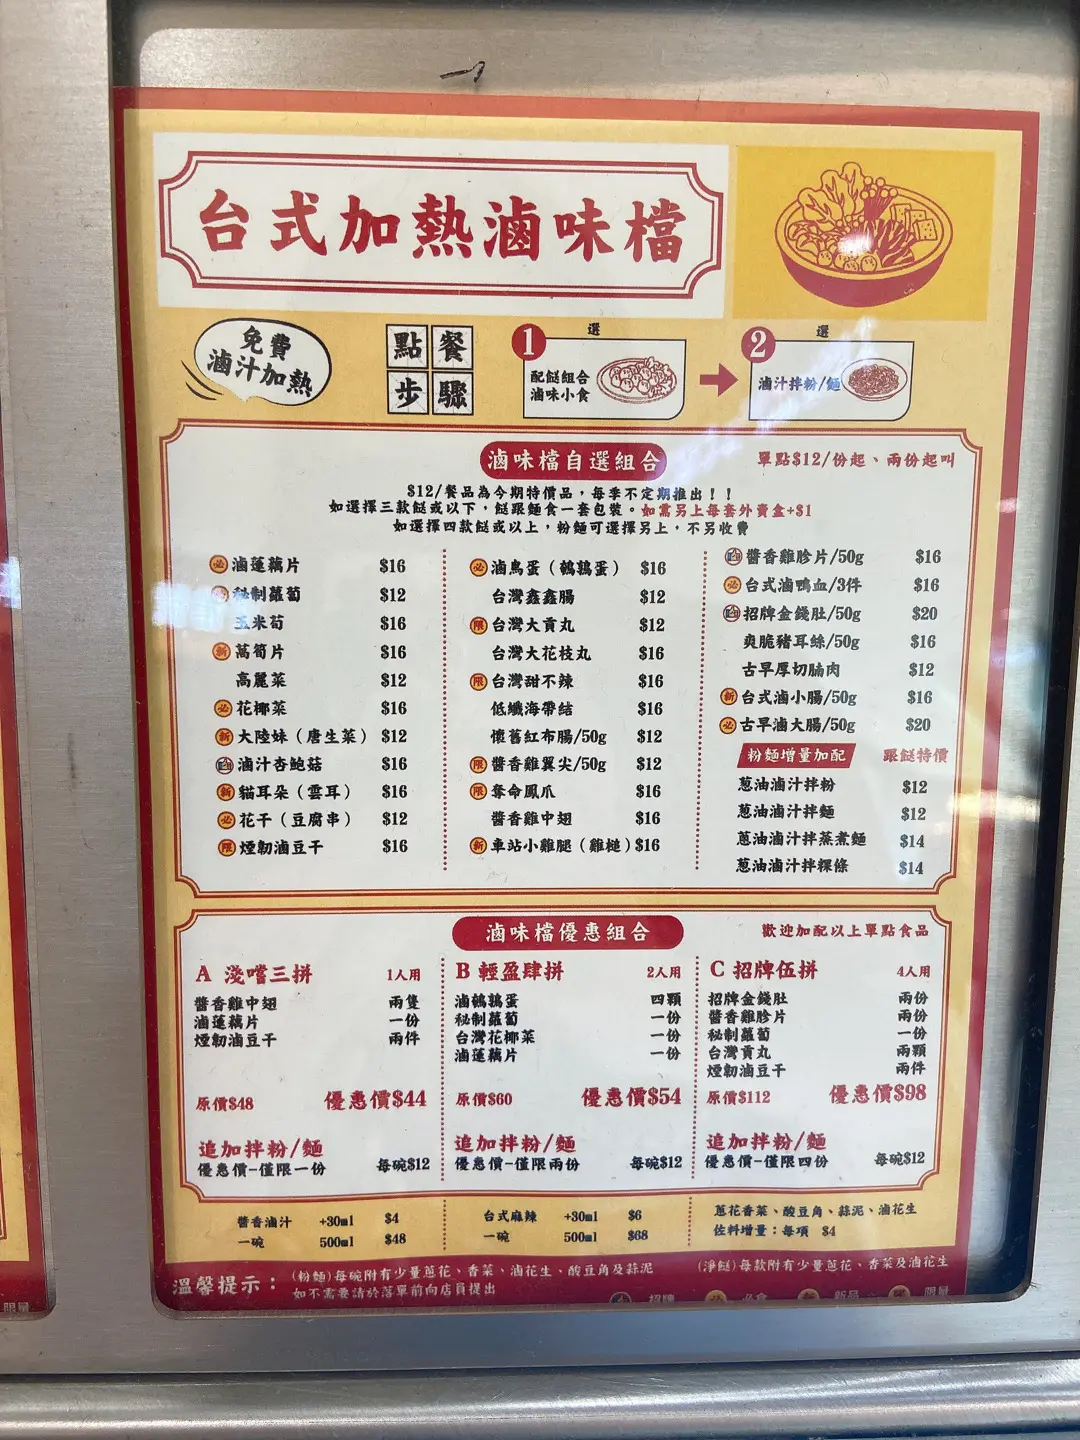 台式加熱滷味檔
免費
滷汁加熱
點餐
步驟
1
選
配餸組合
滷味小食
2
選
滷汁拌粉/麵
滷味檔自選組合
單點$12/份起、兩份起叫
$12/餐品為今期特價品,每季不定期推出!!
如選擇三款餸或以下,餸跟麵食一套包裝。如需另上每套外賣盒+$1
如選擇四款餸或以上,粉麵可選擇另上,不另收費
必 滷蓮藕片 $16
秘制蘿蔔 $12
玉米荀 $16
新 萵筍片 $16
高麗菜 $12
必 花椰菜 $16
新 大陸妹(唐生菜) $12
滷汁杏鮑菇 $16
新 貓耳朵(雲耳) $16
必 花干(豆腐串) $12
限 煙韌滷豆干 $16
必 滷鳥蛋(鵪鶉蛋) $16
台灣鑫鑫腸 $12
限 台灣大貢丸 $12
台灣大花枝丸 $16
限 台灣甜不辣 $16
低纖海帶結 $16
懷舊紅布腸/50g $12
限 醬香雞翼尖/50g $12
限 奪命鳳爪 $16
醬香雞中翅 $16
新 車站小雞腿(雞槌) $16
醬香雞胗片/50g $16
必 台式滷鴨血/3件 $16
招牌金錢肚/50g $20
爽脆豬耳絲/50g $16
古早厚切腩肉 $12
新 台式滷小腸/50g $16
必 古早滷大腸/50g $20
粉麵增量加配 跟餸特價
蔥油滷汁拌粉 $12
蔥油滷汁拌麵 $12
蔥油滷汁拌蒸煮麵 $14
蔥油滷汁拌粿條 $14
滷味檔優惠組合
歡迎加配以上單點食品
A 淺嚐三拼 1人用
醬香雞中翅 兩隻
滷蓮藕片 一份
煙韌滷豆干 兩件
原價$48 優惠價$44
追加拌粉/麵
優惠價-僅限一份 每碗$12
B 輕盈肆拼 2人用
滷鵪鶉蛋 四顆
秘制蘿蔔 一份
台灣花椰菜 一份
滷蓮藕片 一份
原價$60 優惠價$54
追加拌粉/麵
優惠價-僅限兩份 每碗$12
C 招牌伍拼 4人用
招牌金錢肚 兩份
醬香雞胗片 兩份
秘制蘿蔔 一份
台灣貢丸 兩顆
煙韌滷豆干 兩件
原價$112 優惠價$98
追加拌粉/麵
優惠價-僅限四份 每碗$12
醬香滷汁 +30ml $4
一碗 500ml $48
台式麻辣 +30ml $6
一碗 500ml $68
蔥花香菜、酸豆角、蒜泥、滷花生
佐料增量:每項 $4
溫馨提示:
(粉麵)每碗附有少量蔥花、香菜、滷花生、酸豆角及蒜泥
如不需要請於落單前向店員提出
(淨餸)每款附有少量蔥花、香菜及滷花生
招牌 必食 新品 限量